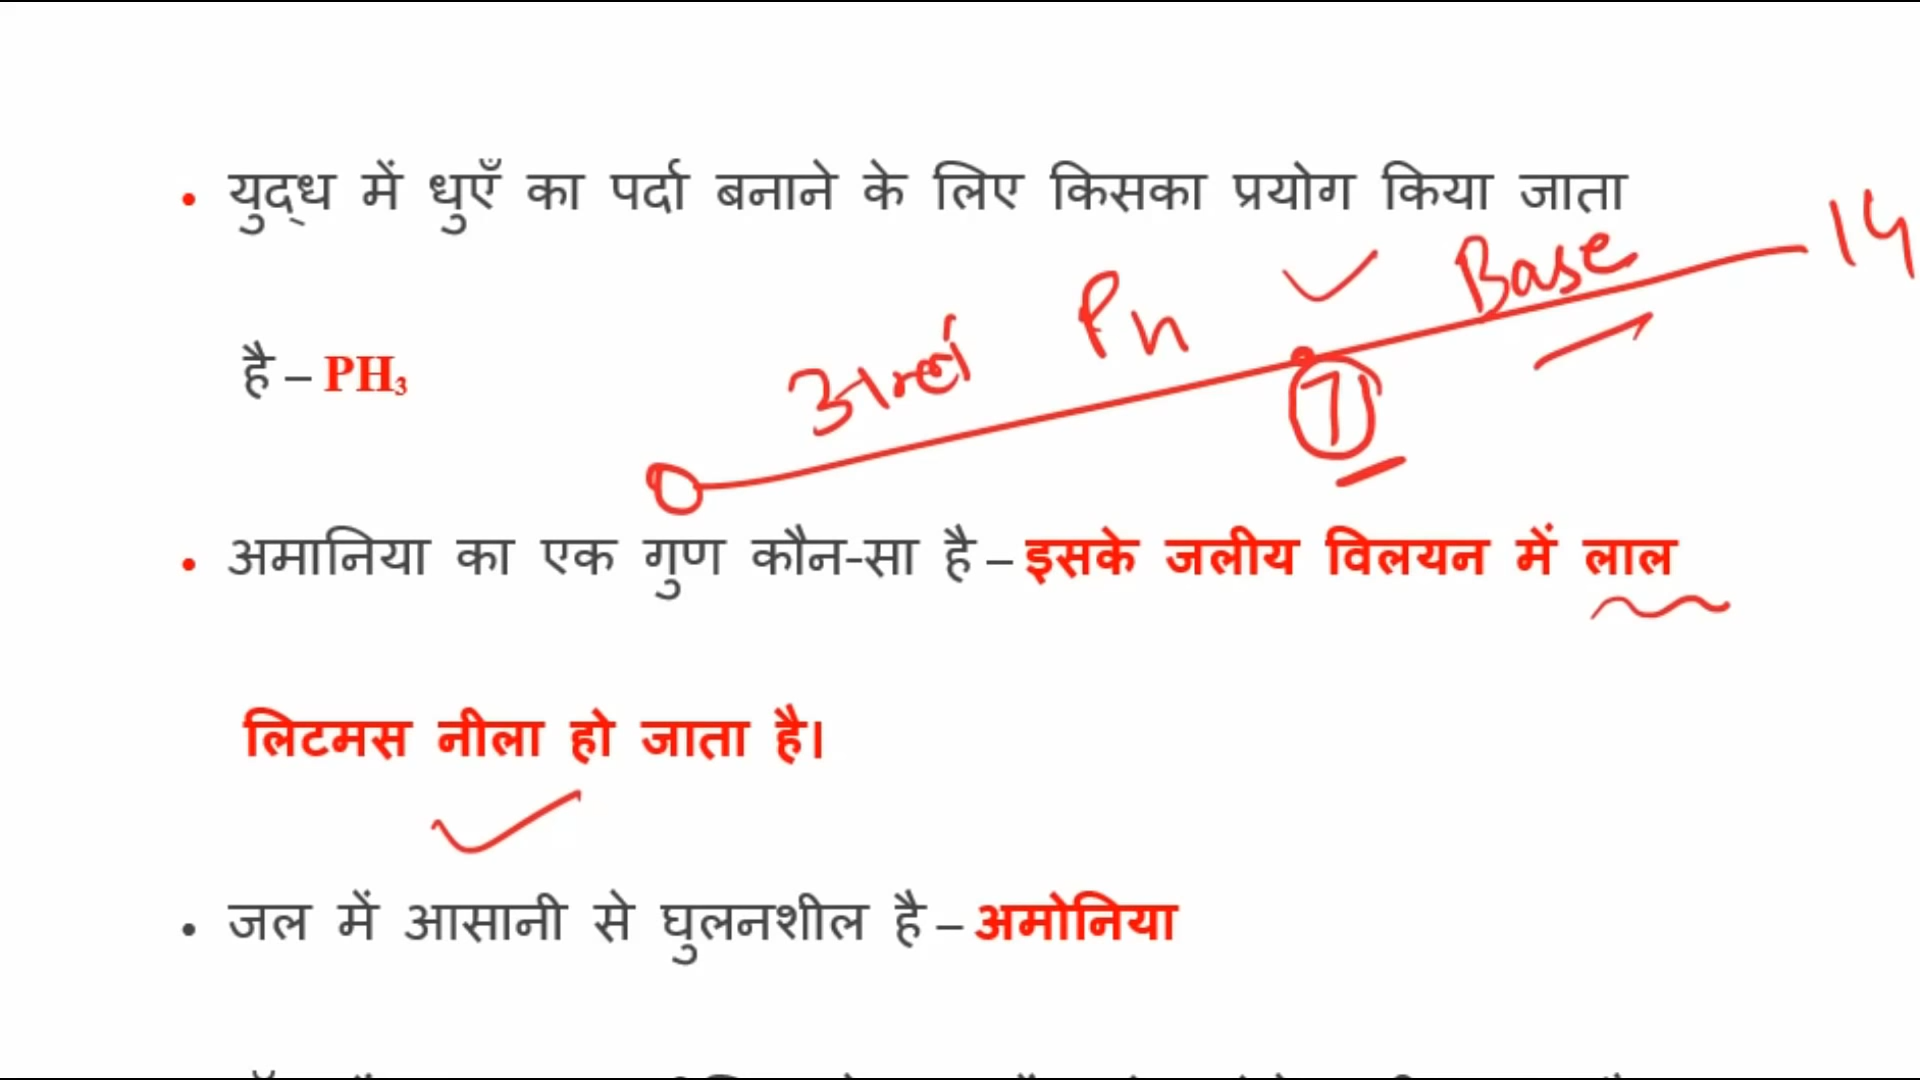 • युद्ध में धुएँ का पर्दा बनाने के लिए किसका प्रयोग किया जाता
है – PH₃
Base
14
PH
7
0
• अमानिया का एक गुण कौन-सा है – इसके जलीय विलयन में लाल
लिटमस नीला हो जाता है।
• जल में आसानी से घुलनशील है – अमोनिया